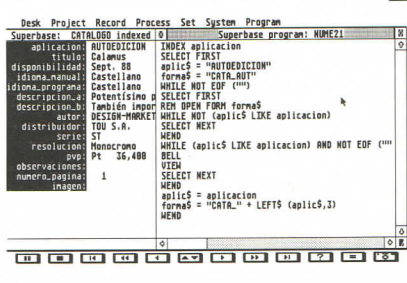 Desk Project Record Process Set System Program
Superbase: CATALOGO indexed
Superbase program: NUME21
aplicacion: AUTOEDICION
titulo: Calamus
disponibilidad: Sept. 88
idioma_manual: Castellano
idioma_programa: Castellano
descripcion_a: Potentísimo p
descripcion_b: También impor
autor: DESIGN-MARKET
distribuidor: TOU S.A.
serie: ST
resolucion: Monocromo
pvp: Pt 36,400
observaciones:
numero_pagina: 1
imagen:
INDEX aplicacion
SELECT FIRST
aplic$ = "AUTOEDICION"
forma$= "CATA_AUT"
WHILE NOT EOF ("")
SELECT FIRST
REM OPEN FORM forma$
WHILE NOT (aplic$ LIKE aplicacion)
SELECT NEXT
WEND
WHILE (aplic$ LIKE aplicacion) AND NOT EOF (""
BELL
VIEW
SELECT NEXT
WEND
aplic$ = aplicacion
forma$= "CATA_" + LEFT$ (aplic$,3)
WEND